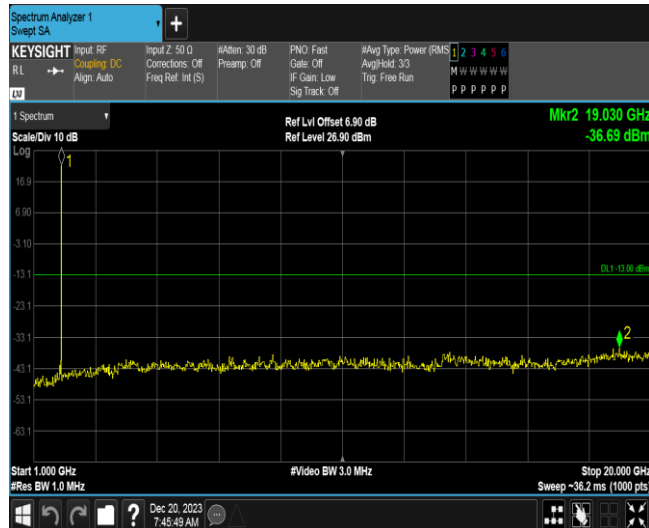 Spectrum Analyzer 1
Swept SA
+
KEYSIGHT Input: RF Input Z: 50 Ω #Atten: 30 dB PNO: Fast #Avg Type: Power (RMS 1 2 3 4 5 6
RL Coupling: DC Corrections: Off Preamp: Off Gate: Off Avg|Hold: 3/3 M W W W W W
Align: Auto Freq Ref: Int (S) IF Gain: Low Trig: Free Run
LXI Sig Track: Off P P P P P P
1 Spectrum Ref Lvl Offset 6.90 dB Mkr2 19.030 GHz
Scale/Div 10 dB Ref Level 26.90 dBm -36.69 dBm
Log
1
16.9
6.90
-3.10
-13.1 DL1 -13.00 dBm
-23.1
-33.1 2
-43.1
-53.1
-63.1
Start 1.000 GHz #Video BW 3.0 MHz Stop 20.000 GHz
#Res BW 1.0 MHz Sweep ~36.2 ms (1000 pts)
? Dec 20, 2023
7:45:49 AM